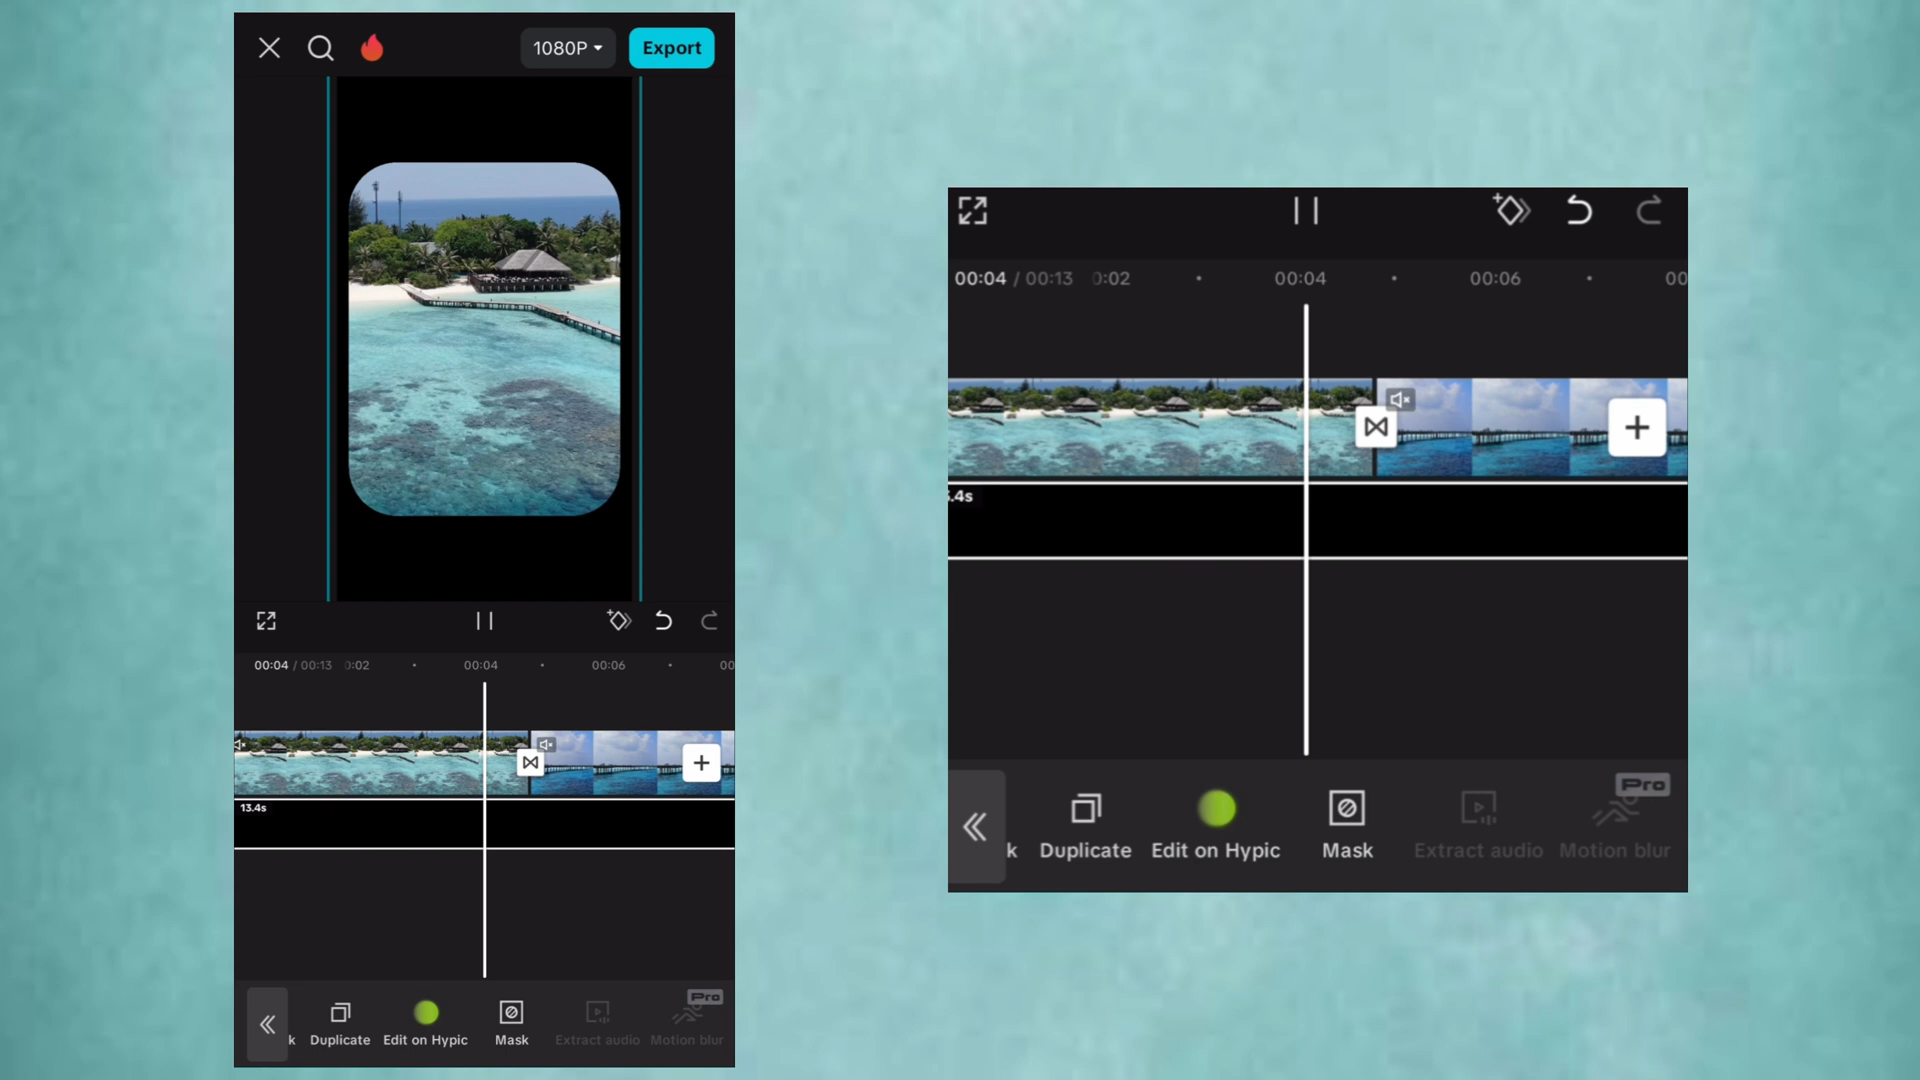 1080P
Export
00:04 / 00:13 0:02 00:04 00:06 00
13.4s
Pro
k Duplicate Edit on Hypic Mask Extract audio Motion blur
00:04 / 00:13 0:02 00:04 00:06 00
.4s
Pro
k Duplicate Edit on Hypic Mask Extract audio Motion blur